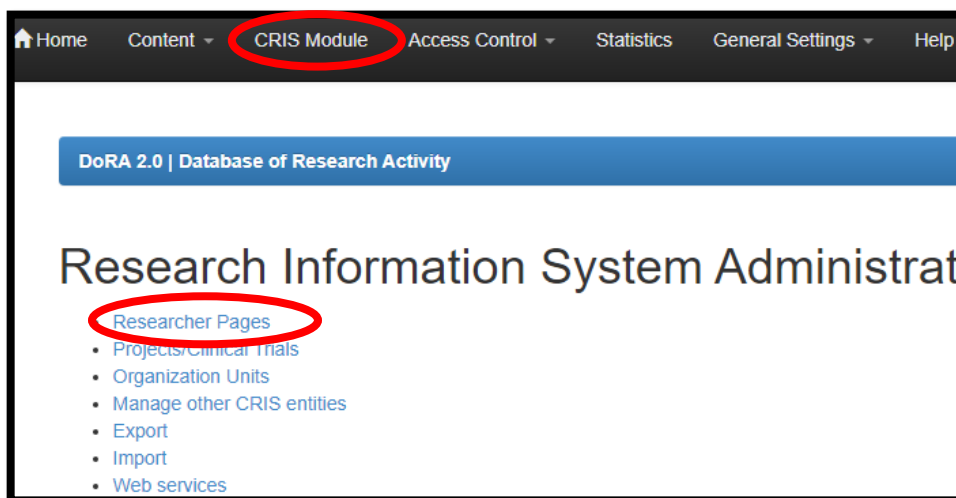 Home Content CRIS Module Access Control Statistics General Settings Help
DoRA 2.0 | Database of Research Activity
Research Information System Administrat
Researcher Pages
Projects/Clinical Trials
Organization Units
Manage other CRIS entities
Export
Import
Web services